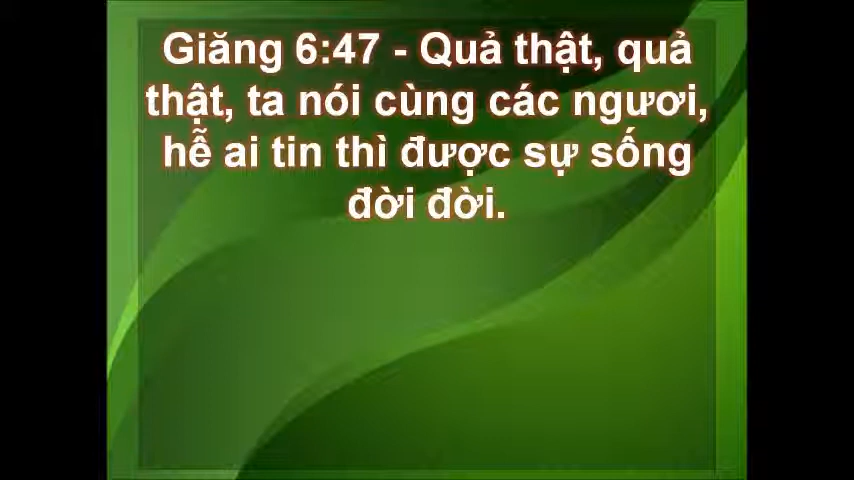 Giăng 6:47 - Quả thật, quả
thật, ta nói cùng các ngươi,
hễ ai tin thì được sự sống
đời đời.